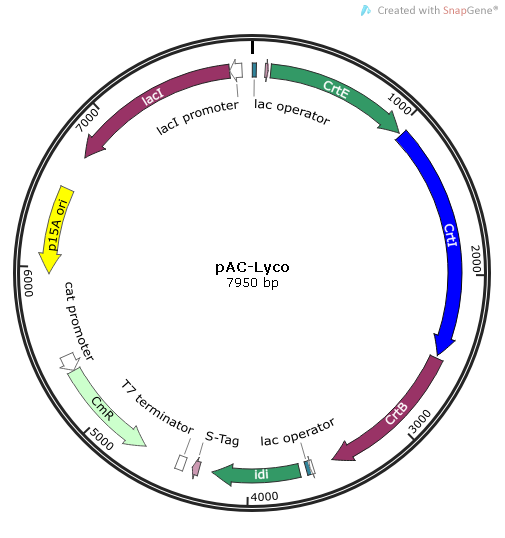 Created with SnapGene®
lacI
lacI promoter
lac operator
CrtE
1000
7000
CrtI
p15A ori
2000
6000
pAC-Lyco
7950 bp
cat promoter
CmR
T7 terminator
S-Tag
lac operator
CrtB
3000
5000
idi
4000